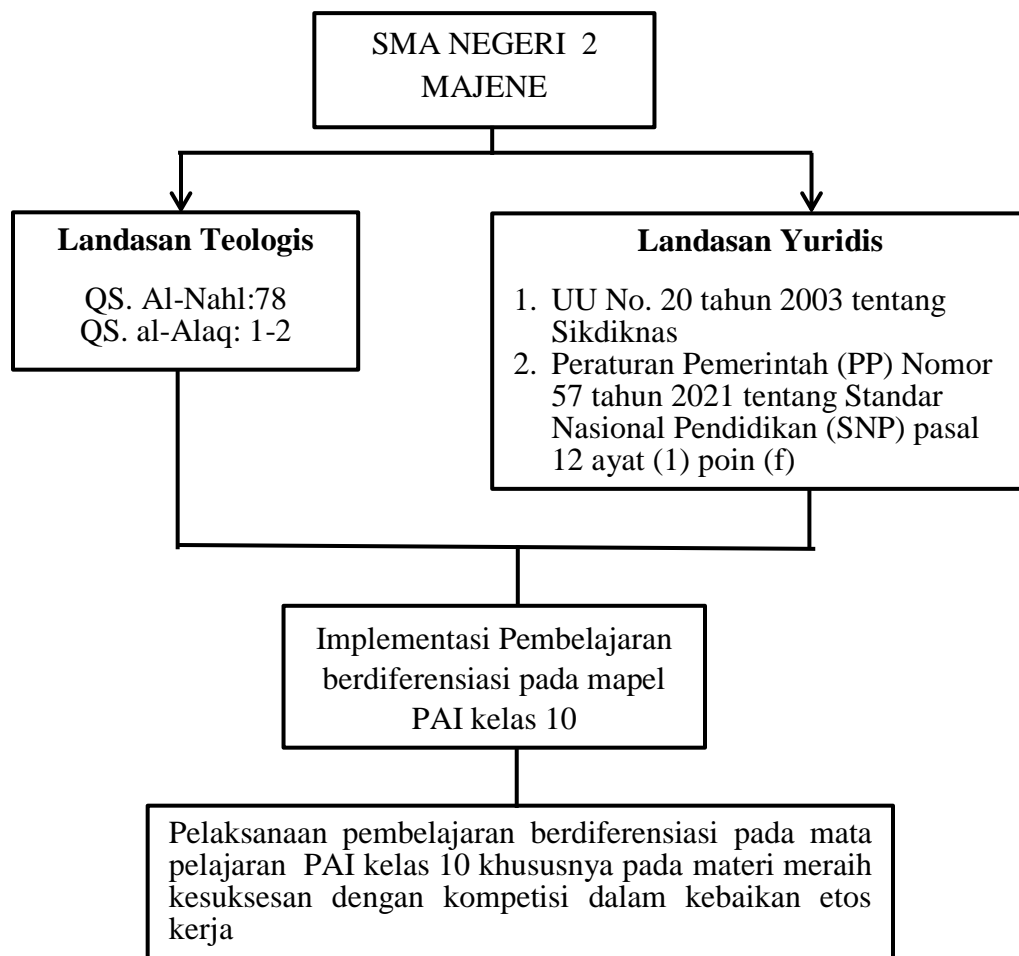 SMA NEGERI 2
MAJENE
Landasan Teologis
QS. Al-Nahl:78
QS. al-Alaq: 1-2
Landasan Yuridis
1. UU No. 20 tahun 2003 tentang
Sikdiknas
2. Peraturan Pemerintah (PP) Nomor
57 tahun 2021 tentang Standar
Nasional Pendidikan (SNP) pasal
12 ayat (1) poin (f)
Implementasi Pembelajaran
berdiferensiasi pada mapel
PAI kelas 10
Pelaksanaan pembelajaran berdiferensiasi pada mata
pelajaran PAI kelas 10 khususnya pada materi meraih
kesuksesan dengan kompetisi dalam kebaikan etos
kerja